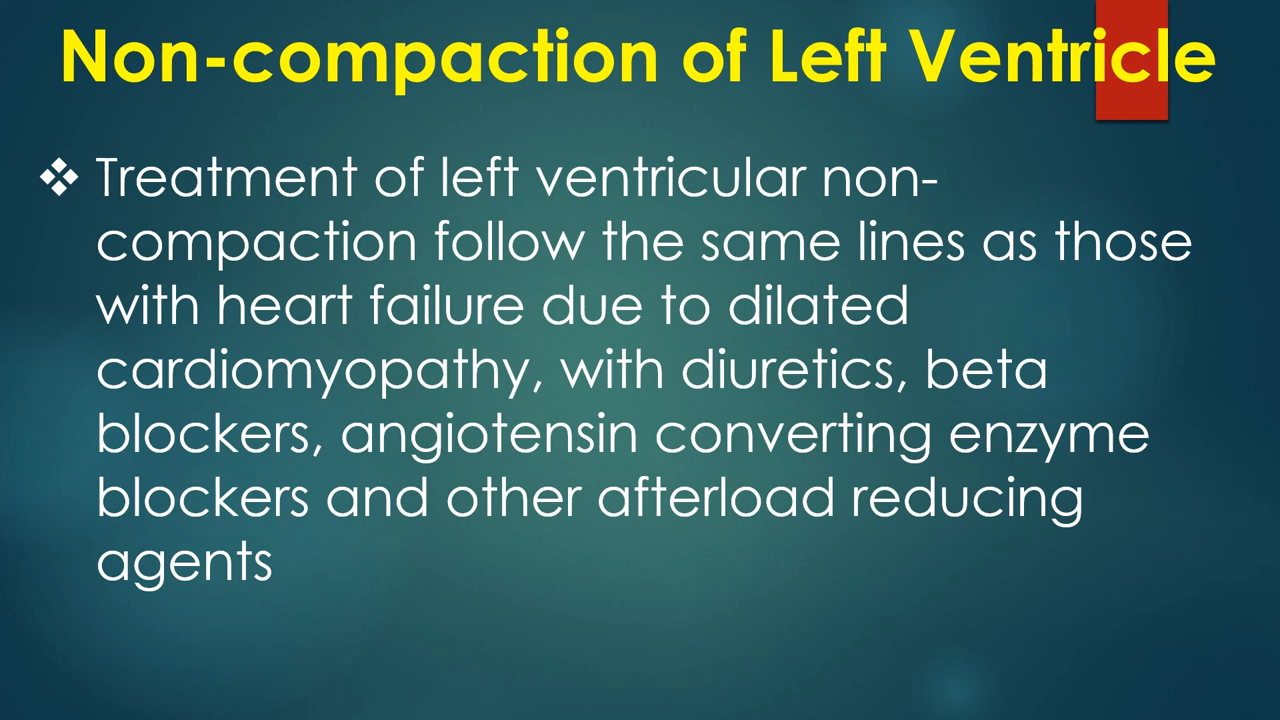 Non-compaction of Left Ventricle
❖ Treatment of left ventricular non-
compaction follow the same lines as those
with heart failure due to dilated
cardiomyopathy, with diuretics, beta
blockers, angiotensin converting enzyme
blockers and other afterload reducing
agents